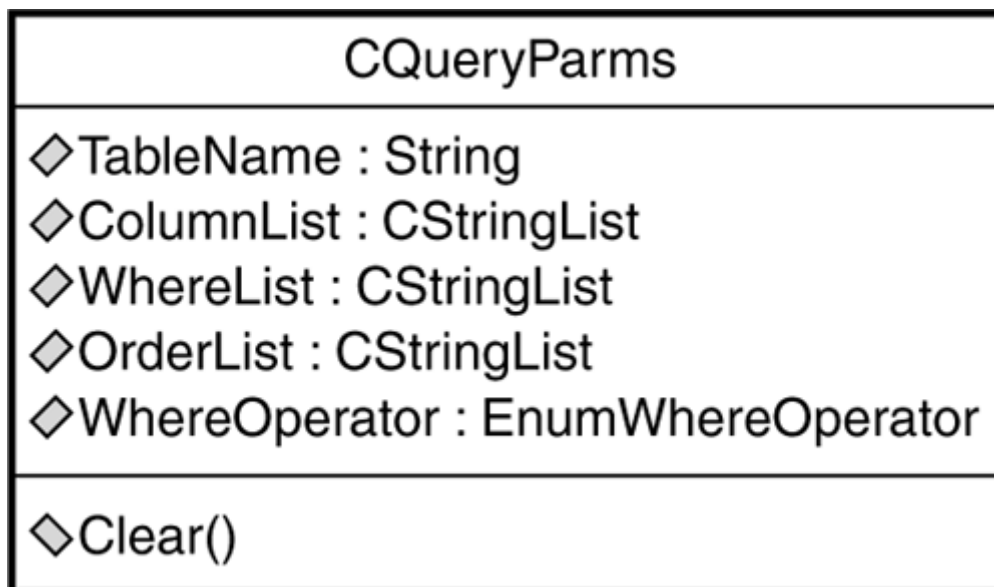 CQueryParms
TableName : String
ColumnList : CStringList
WhereList : CStringList
OrderList : CStringList
WhereOperator : EnumWhereOperator
Clear()